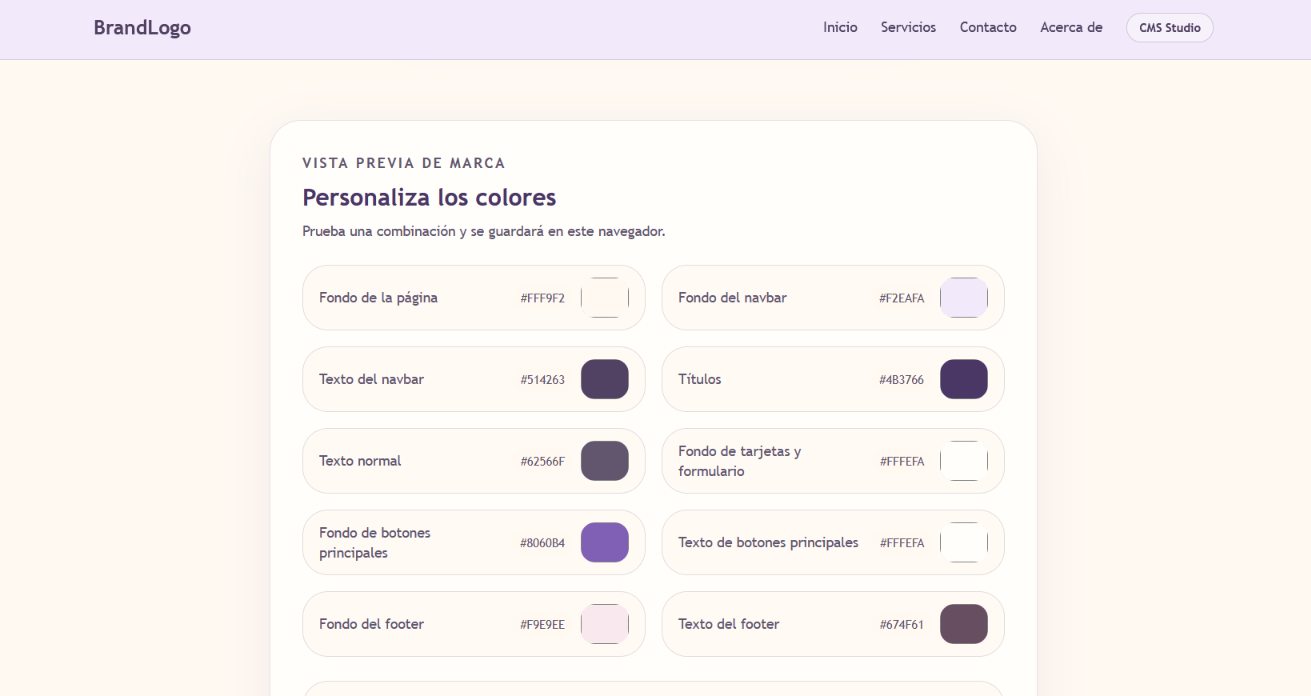 BrandLogo
Inicio
Servicios
Contacto
Acerca de
CMS Studio
VISTA PREVIA DE MARCA
Personaliza los colores
Prueba una combinación y se guardará en este navegador.
Fondo de la página
#FFF9F2
Fondo del navbar
#F2EAFA
Texto del navbar
#514263
Títulos
#4B3766
Texto normal
#62566F
Fondo de tarjetas y
formulario
#FFFEFA
Fondo de botones
principales
#8060B4
Texto de botones principales
#FFFEFA
Fondo del footer
#F9E9EE
Texto del footer
#674F61